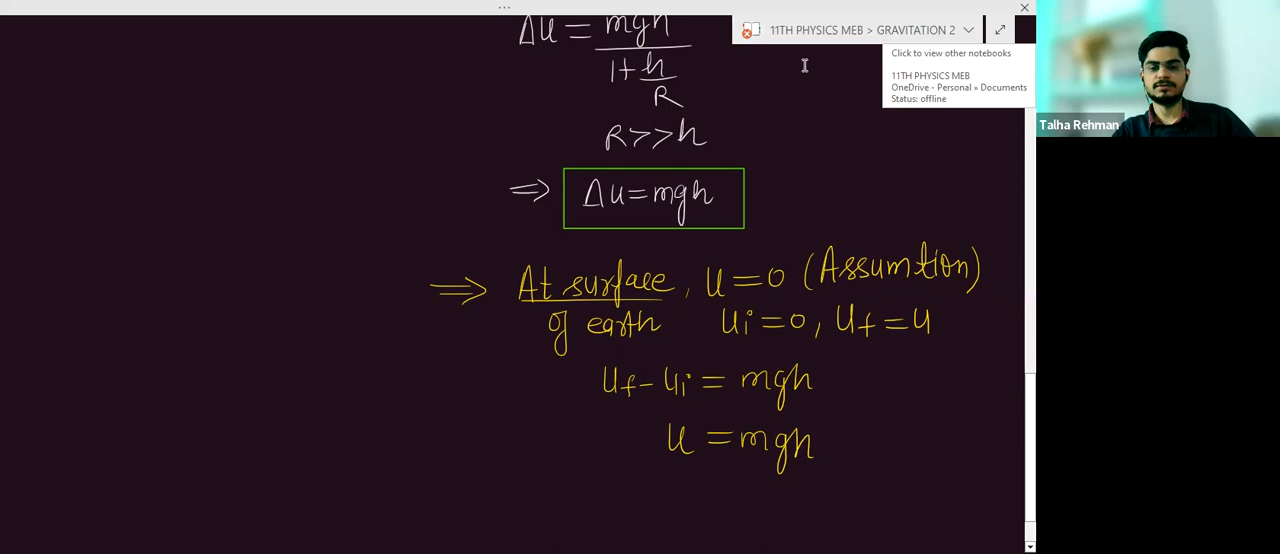 ΔU = mgh
1 + h
R
11TH PHYSICS MEB > GRAVITATION 2
Click to view other notebooks
11TH PHYSICS MEB
OneDrive - Personal » Documents
Status: offline
Talha Rehman
R >> h
⇒ ΔU = mgh
⇒ At surface, U = 0 (Assumtion)
of earth Ui = 0, Uf = U
Uf - Ui = mgh
U = mgh